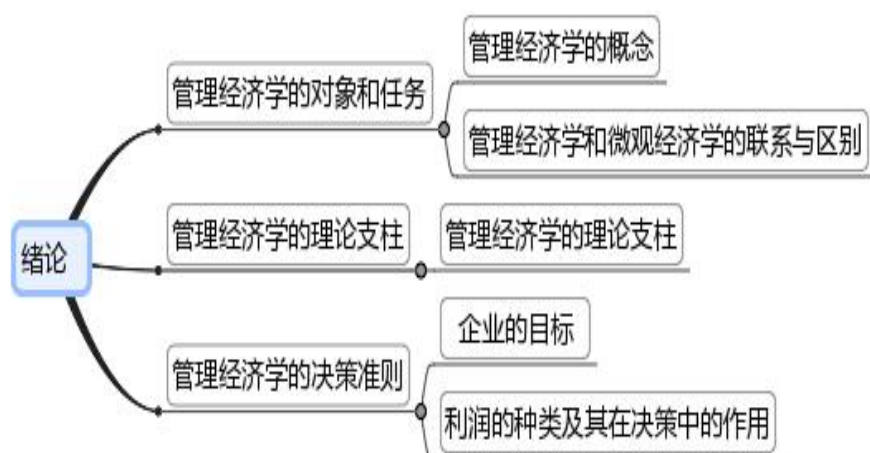 绪论
管理经济学的对象和任务
管理经济学的概念
管理经济学和微观经济学的联系与区别
管理经济学的理论支柱
管理经济学的理论支柱
管理经济学的决策准则
企业的目标
利润的种类及其在决策中的作用